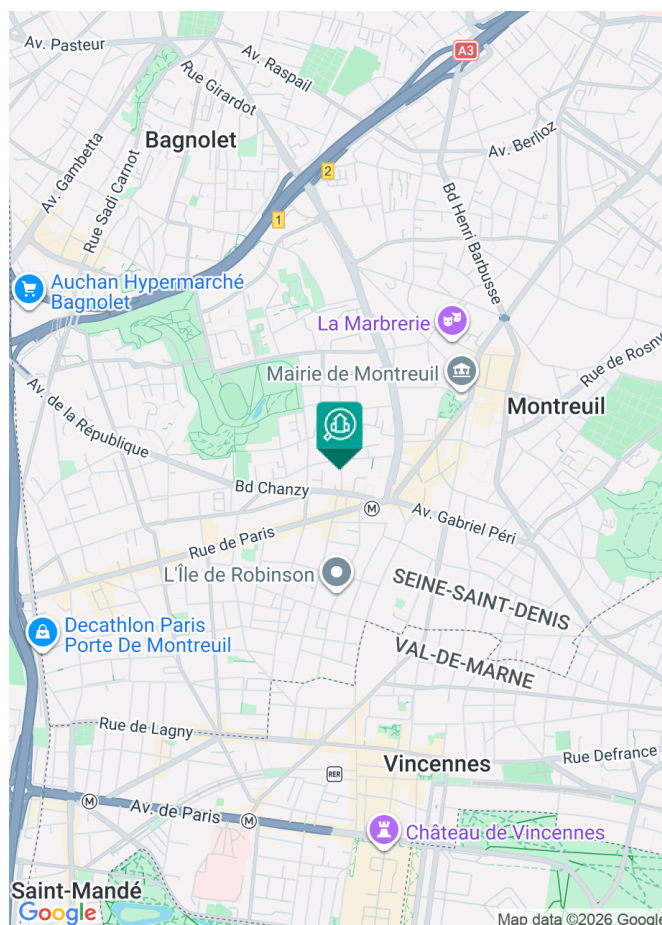 Av. Pasteur
Rue Girardot
Av. Raspail
A3
Bagnolet
Av. Berlioz
Av. Gambetta
Rue Sadi Carnot
2
1
Bd Henri Barbusse
Auchan Hypermarché
Bagnolet
La Marbrerie
Rue de Rosny
Mairie de Montreuil
Av. de la République
Montreuil
Bd Chanzy
M
Av. Gabriel Péri
Rue de Paris
L'Île de Robinson
SEINE-SAINT-DENIS
Decathlon Paris
Porte De Montreuil
VAL-DE-MARNE
Rue de Lagny
Rue Defrance
Vincennes
RER
M
Av. de Paris
M
Château de Vincennes
Saint-Mandé
Google
Map data ©2026 Google